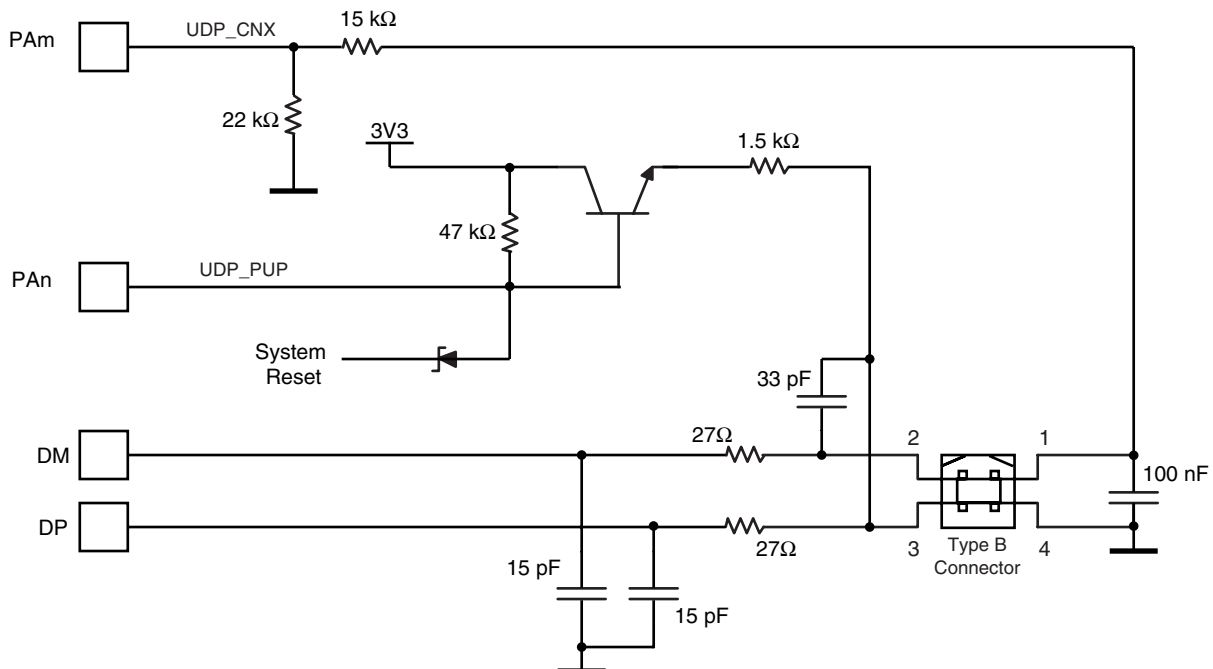 PAm
UDP_CNX
15 kΩ
22 kΩ
3V3
1.5 kΩ
47 kΩ
PAn
UDP_PUP
System
Reset
33 pF
DM
27Ω
2
1
100 nF
DP
27Ω
3
Type B
Connector
4
15 pF
15 pF